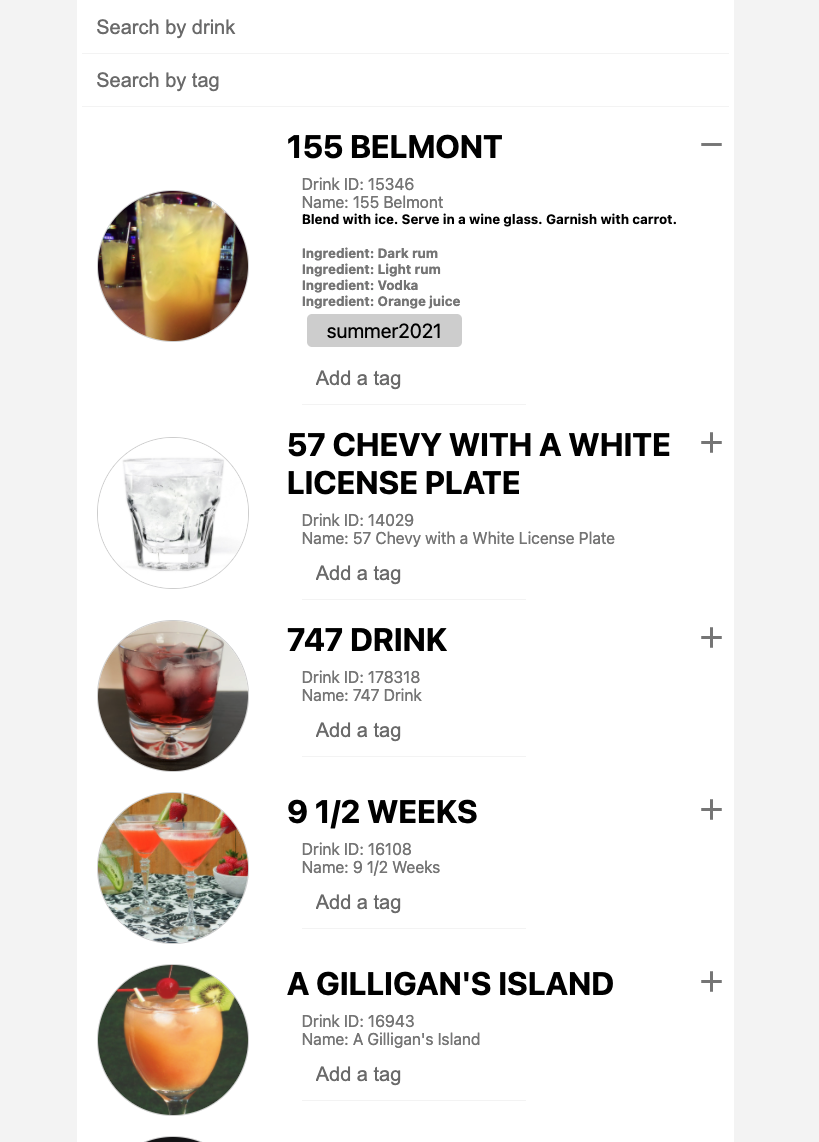 Search by drink
Search by tag
155 BELMONT
Drink ID: 15346
Name: 155 Belmont
Blend with ice. Serve in a wine glass. Garnish with carrot.
Ingredient: Dark rum
Ingredient: Light rum
Ingredient: Vodka
Ingredient: Orange juice
summer2021
Add a tag
57 CHEVY WITH A WHITE
LICENSE PLATE
Drink ID: 14029
Name: 57 Chevy with a White License Plate
Add a tag
747 DRINK
Drink ID: 178318
Name: 747 Drink
Add a tag
9 1/2 WEEKS
Drink ID: 16108
Name: 9 1/2 Weeks
Add a tag
A GILLIGAN'S ISLAND
Drink ID: 16943
Name: A Gilligan's Island
Add a tag